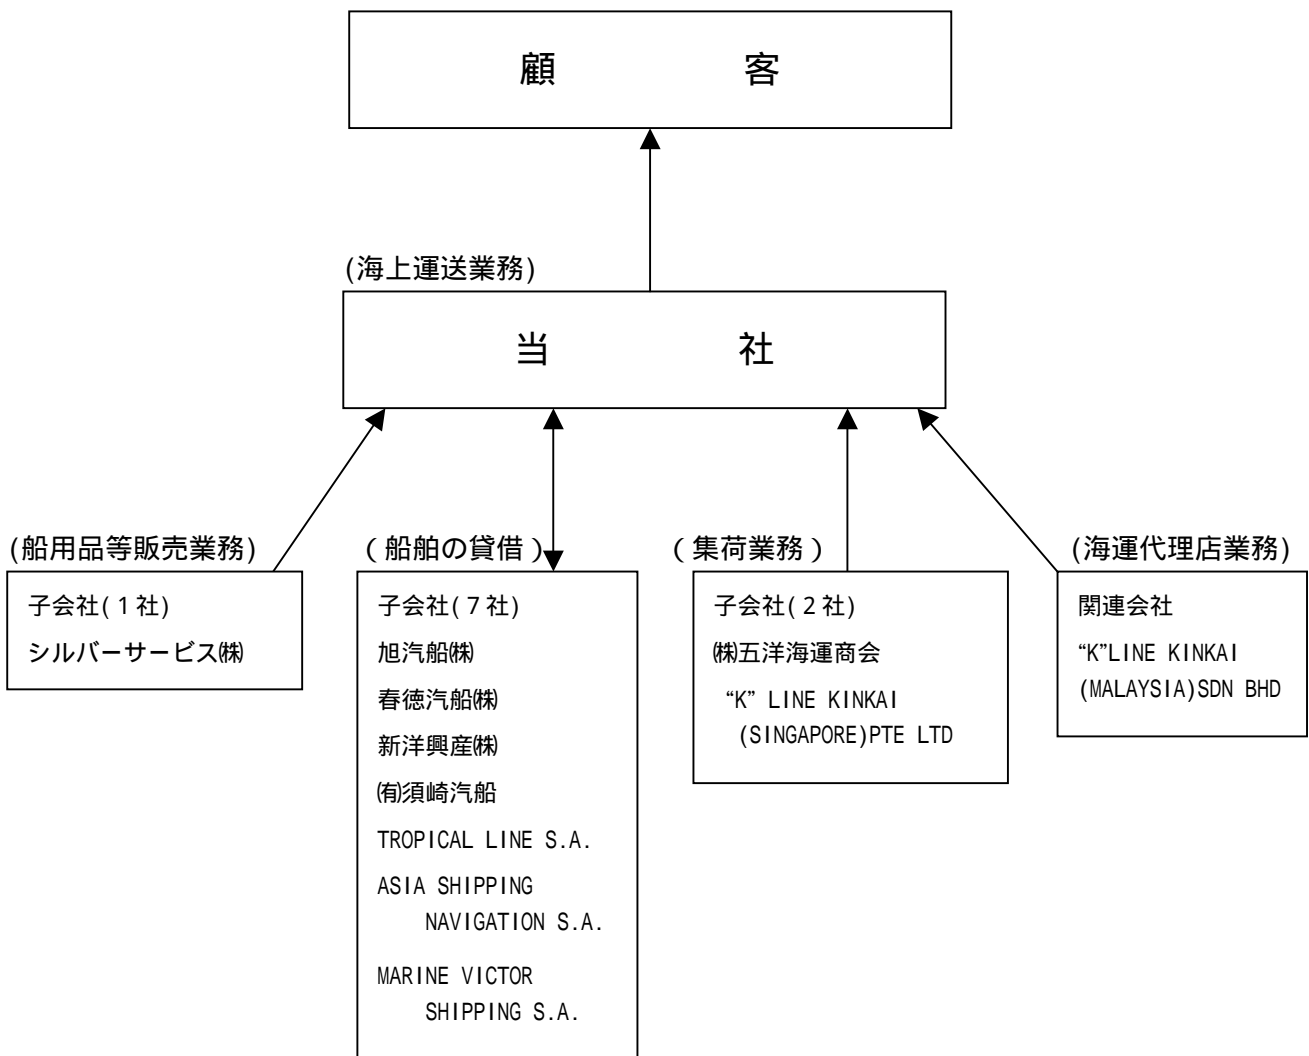 顧 客
(海上運送業務)
当 社
(船用品等販売業務)
子会社(1社)
シルバーサービス㈱
(船舶の貸借)
子会社(7社)
旭汽船㈱
春徳汽船㈱
新洋興産㈱
㈲須崎汽船
TROPICAL LINE S.A.
ASIA SHIPPING
NAVIGATION S.A.
MARINE VICTOR
SHIPPING S.A.
(集荷業務)
子会社(2社)
㈱五洋海運商会
“K” LINE KINKAI
(SINGAPORE)PTE LTD
(海運代理店業務)
関連会社
“K”LINE KINKAI
(MALAYSIA)SDN BHD